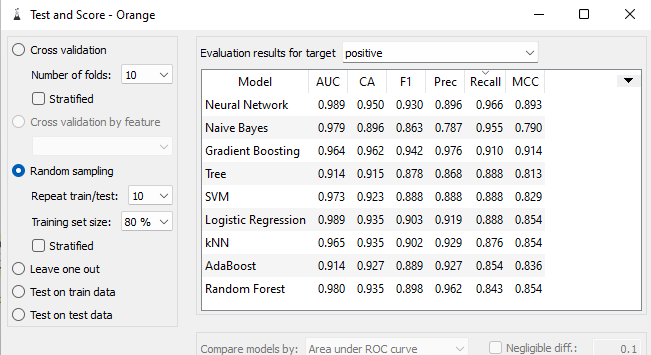 Test and Score - Orange
Cross validation
Number of folds: 10
Stratified
Cross validation by feature
Random sampling
Repeat train/test: 10
Training set size: 80 %
Stratified
Leave one out
Test on train data
Test on test data
Evaluation results for target positive
Model AUC CA F1 Prec Recall MCC
Neural Network 0.989 0.950 0.930 0.896 0.966 0.893
Naive Bayes 0.979 0.896 0.863 0.787 0.955 0.790
Gradient Boosting 0.964 0.962 0.942 0.976 0.910 0.914
Tree 0.914 0.915 0.878 0.868 0.888 0.813
SVM 0.973 0.923 0.888 0.888 0.888 0.829
Logistic Regression 0.989 0.935 0.903 0.919 0.888 0.854
kNN 0.965 0.935 0.902 0.929 0.876 0.854
AdaBoost 0.914 0.927 0.889 0.927 0.854 0.836
Random Forest 0.980 0.935 0.898 0.962 0.843 0.854
Compare models by: Area under ROC curve Negligible diff.: 0.1